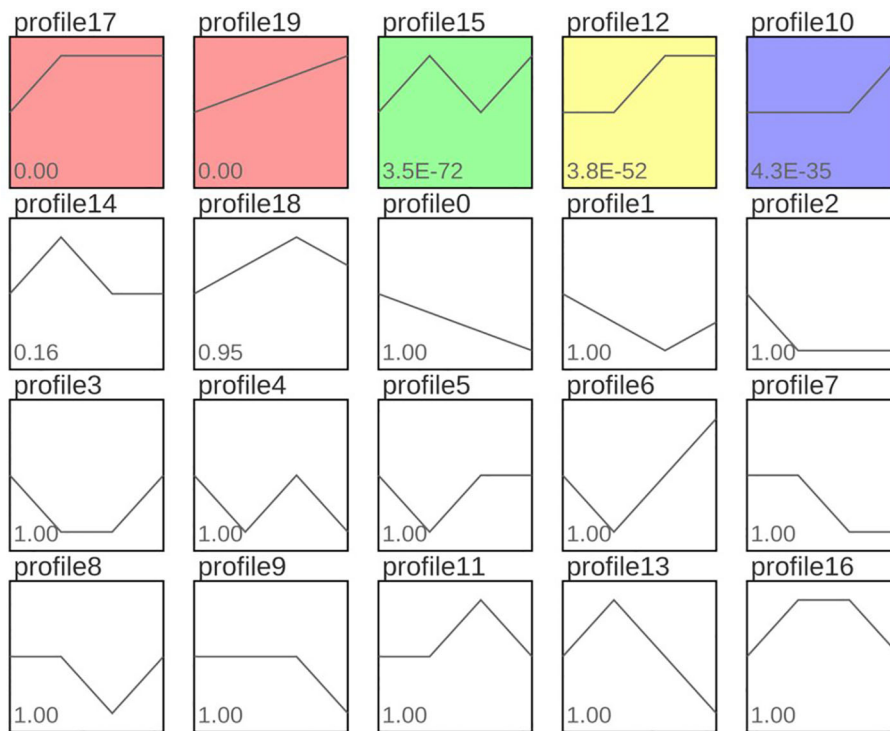 profile17 profile19 profile15 profile12 profile10
0.00 0.00 3.5E-72 3.8E-52 4.3E-35
profile14 profile18 profile0 profile1 profile2
0.16 0.95 1.00 1.00 1.00
profile3 profile4 profile5 profile6 profile7
1.00 1.00 1.00 1.00 1.00
profile8 profile9 profile11 profile13 profile16
1.00 1.00 1.00 1.00 1.00